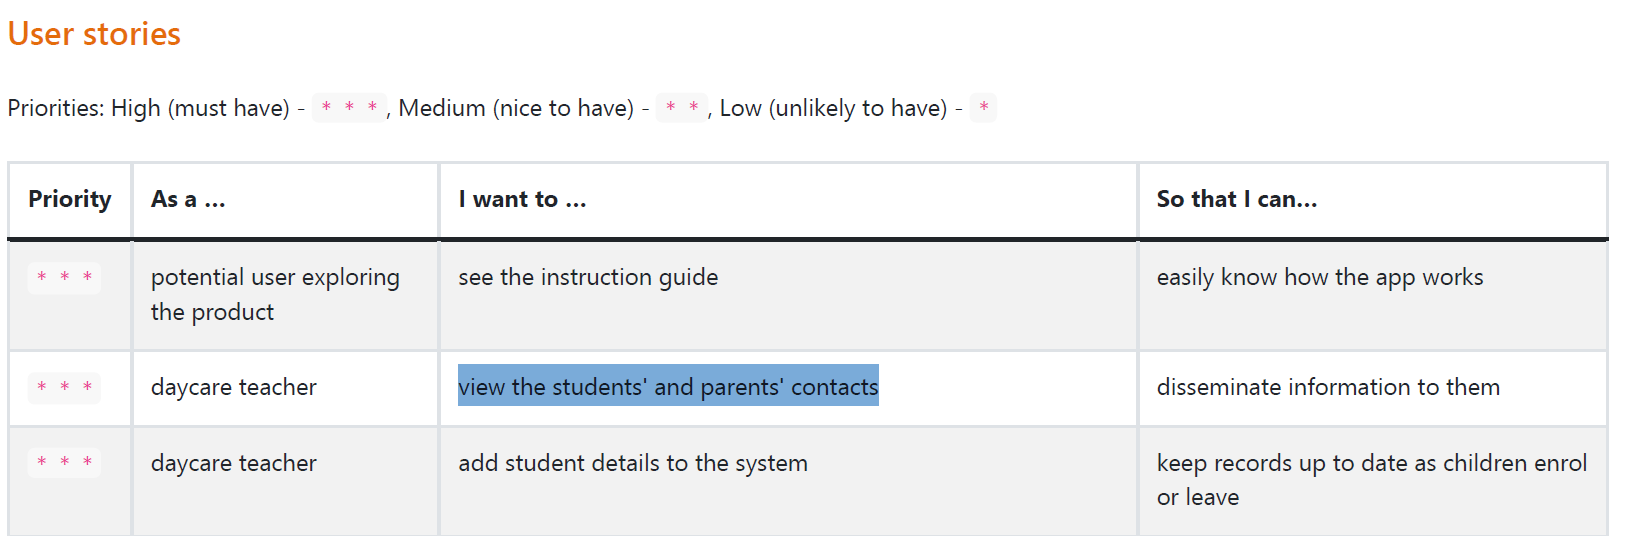 User stories
Priorities: High (must have) - * * *, Medium (nice to have) - * *, Low (unlikely to have) - *
Priority As a ... I want to ... So that I can...
* * * potential user exploring see the instruction guide easily know how the app works
the product
* * * daycare teacher view the students' and parents' contacts disseminate information to them
* * * daycare teacher add student details to the system keep records up to date as children enrol
or leave